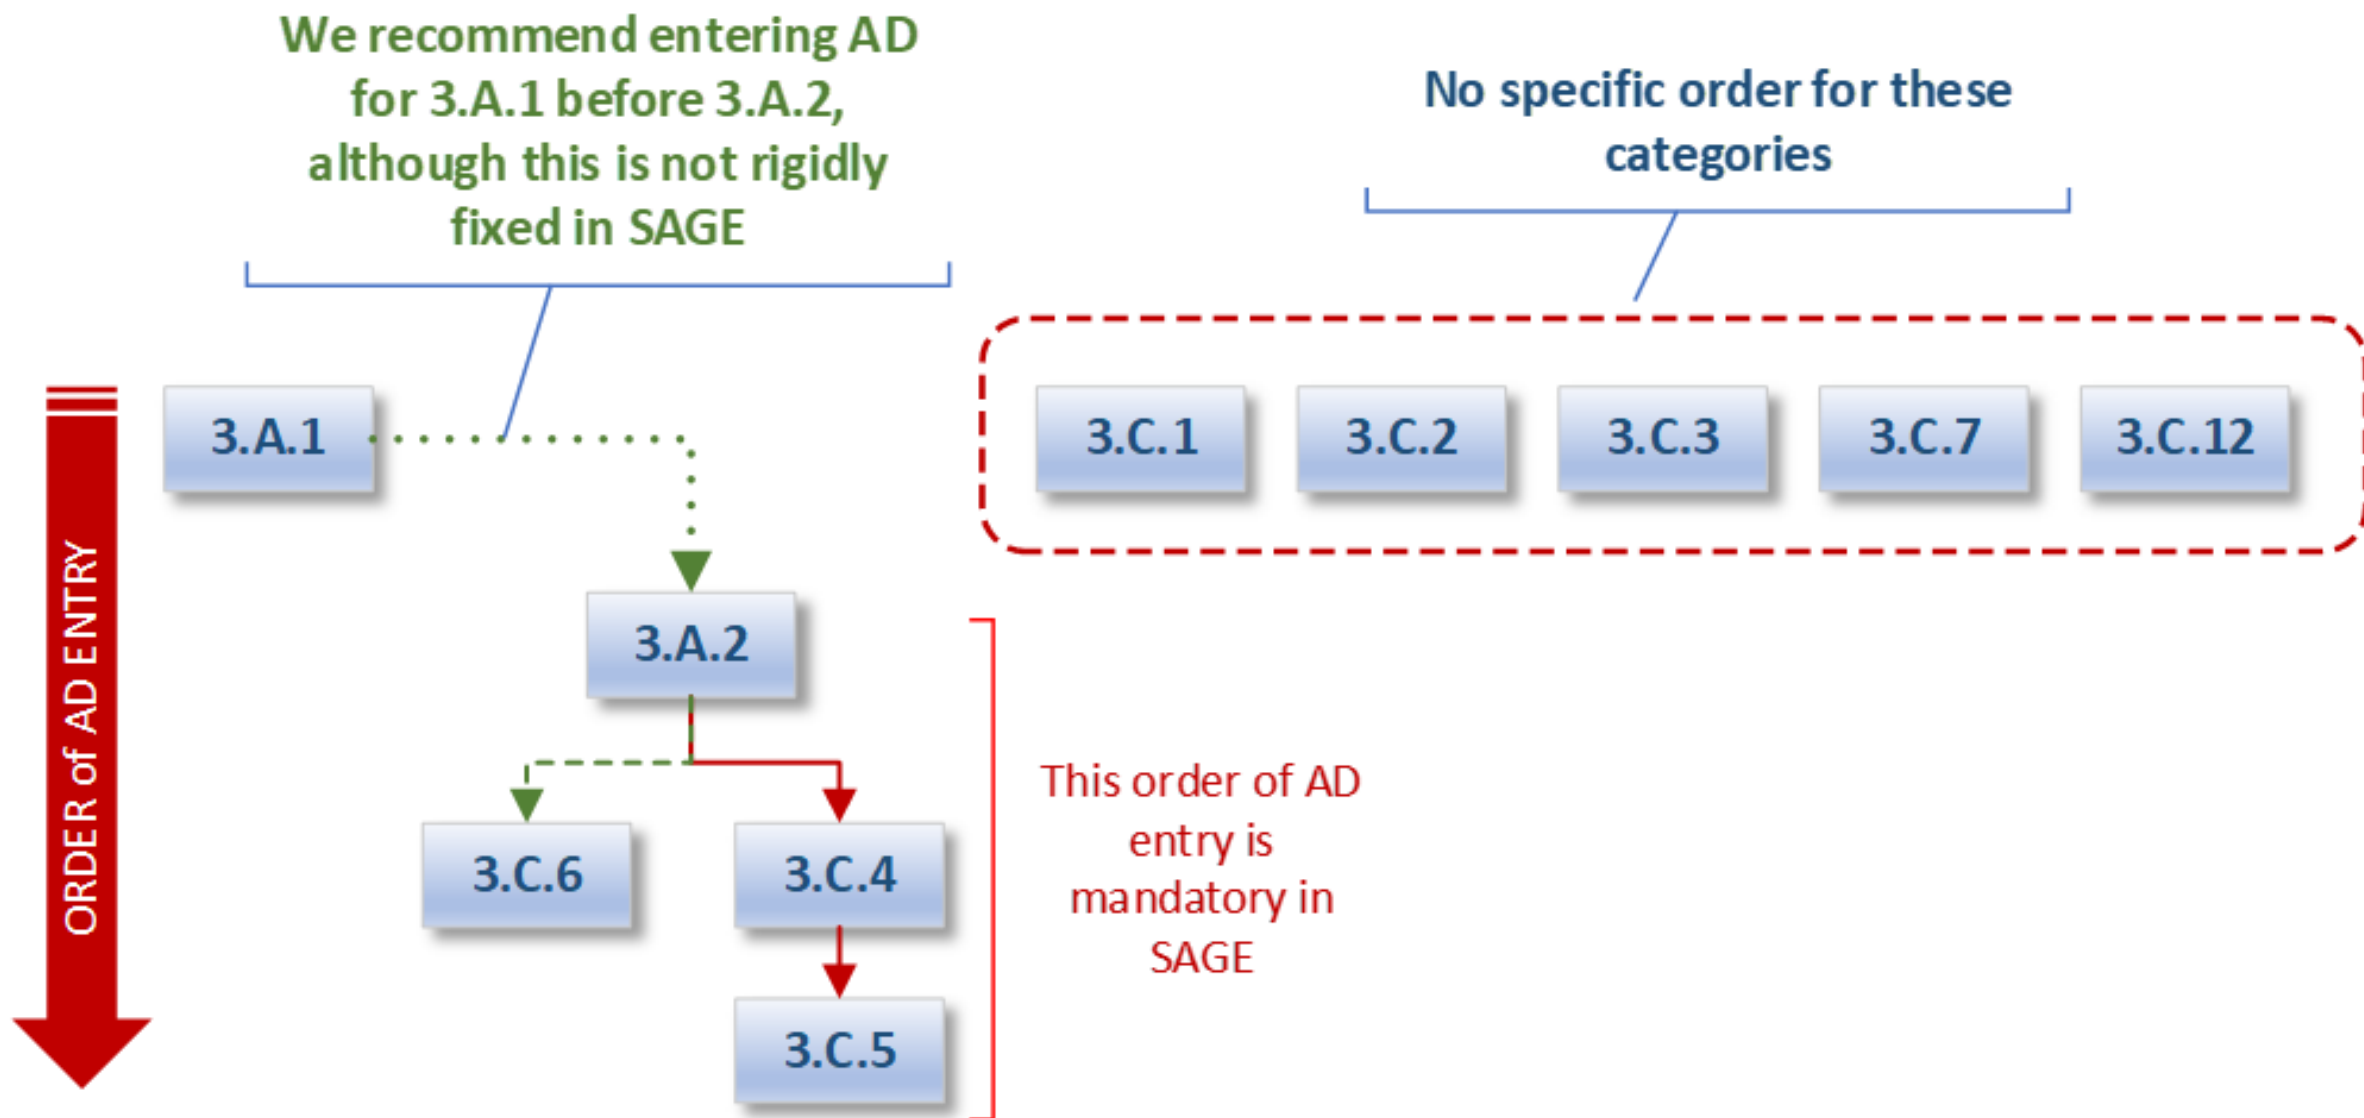 We recommend entering AD
for 3.A.1 before 3.A.2,
although this is not rigidly
fixed in SAGE
No specific order for these
categories
3.A.1
3.C.1
3.C.2
3.C.3
3.C.7
3.C.12
ORDER of AD ENTRY
3.A.2
3.C.6
3.C.4
3.C.5
This order of AD
entry is
mandatory in
SAGE